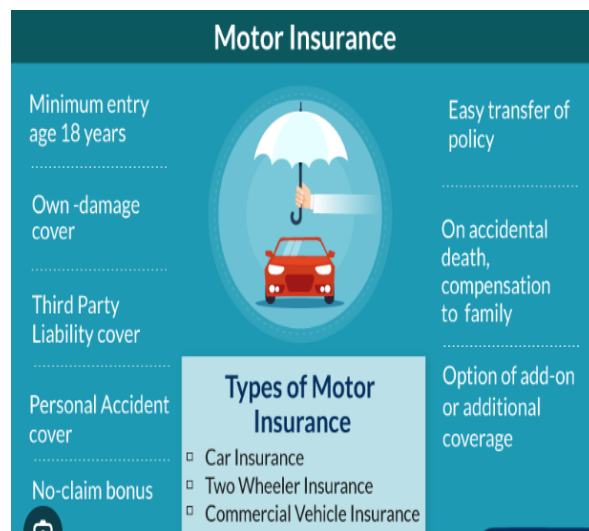 Motor Insurance
Minimum entry
age 18 years
Own -damage
cover
Third Party
Liability cover
Personal Accident
cover
No-claim bonus
Easy transfer of
policy
On accidental
death,
compensation
to family
Option of add-on
or additional
coverage
Types of Motor
Insurance
Car Insurance
Two Wheeler Insurance
Commercial Vehicle Insurance